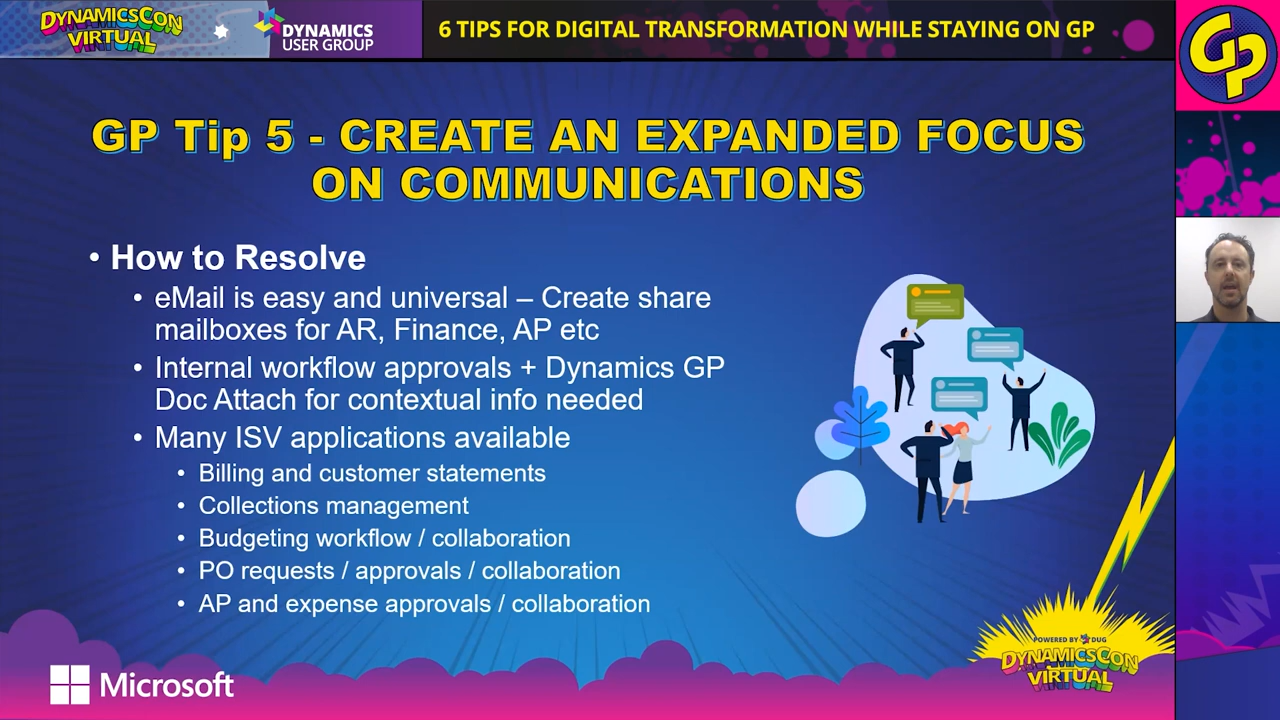 DYNAMICSCON
VIRTUAL
DYNAMICS
USER GROUP
6 TIPS FOR DIGITAL TRANSFORMATION WHILE STAYING ON GP
GP
GP Tip 5 - CREATE AN EXPANDED FOCUS
ON COMMUNICATIONS
• How to Resolve
• eMail is easy and universal – Create share
mailboxes for AR, Finance, AP etc
• Internal workflow approvals + Dynamics GP
Doc Attach for contextual info needed
• Many ISV applications available
• Billing and customer statements
• Collections management
• Budgeting workflow / collaboration
• PO requests / approvals / collaboration
• AP and expense approvals / collaboration
POWERED BY DUG
DYNAMICSCON
VIRTUAL
Microsoft